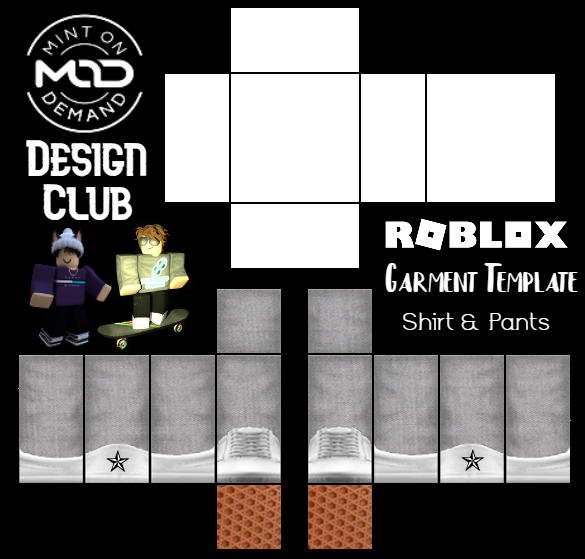 MINT ON
MOD
DEMAND
DESIGN
CLUB
ROBLOX
GARMENT TEMPLATE
Shirt & Pants